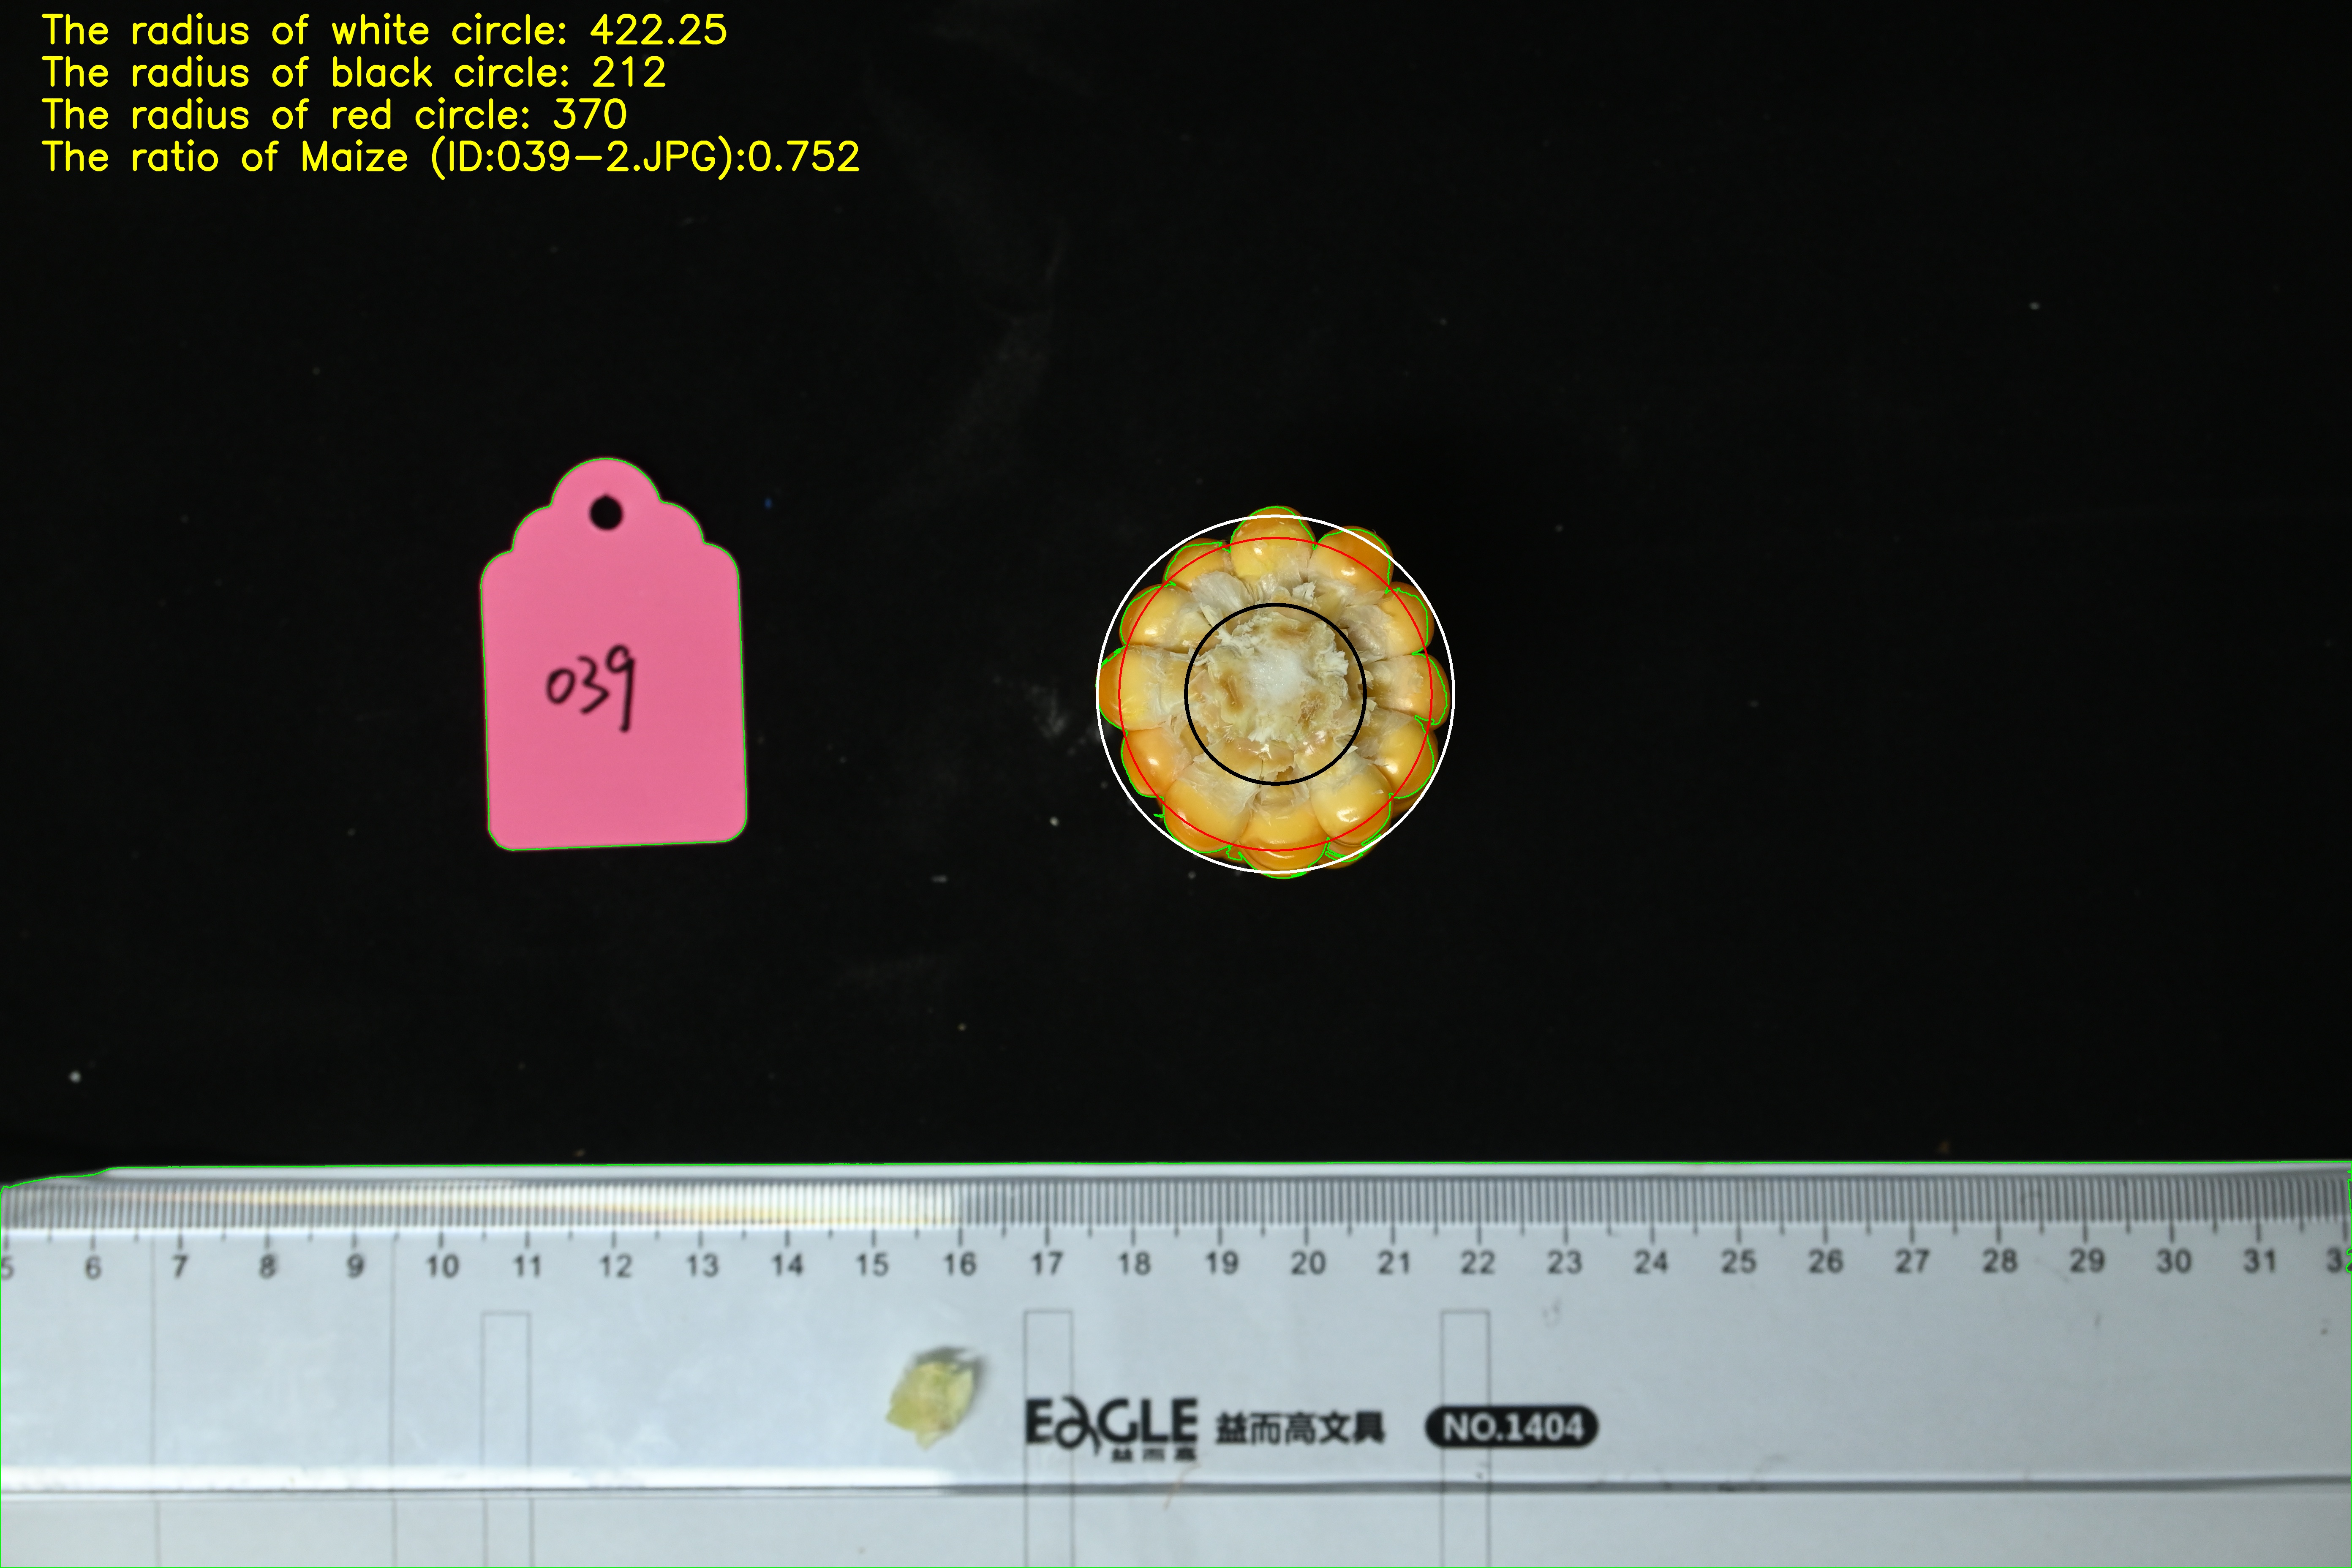 The radius of white circle: 422.25
The radius of black circle: 212
The radius of red circle: 370
The ratio of Maize (ID:039-2.JPG):0.752
039
5 6 7 8 9 10 11 12 13 14 15 16 17 18 19 20 21 22 23 24 25 26 27 28 29 30 31
EAGLE 益而高文具 NO.1404
益而高